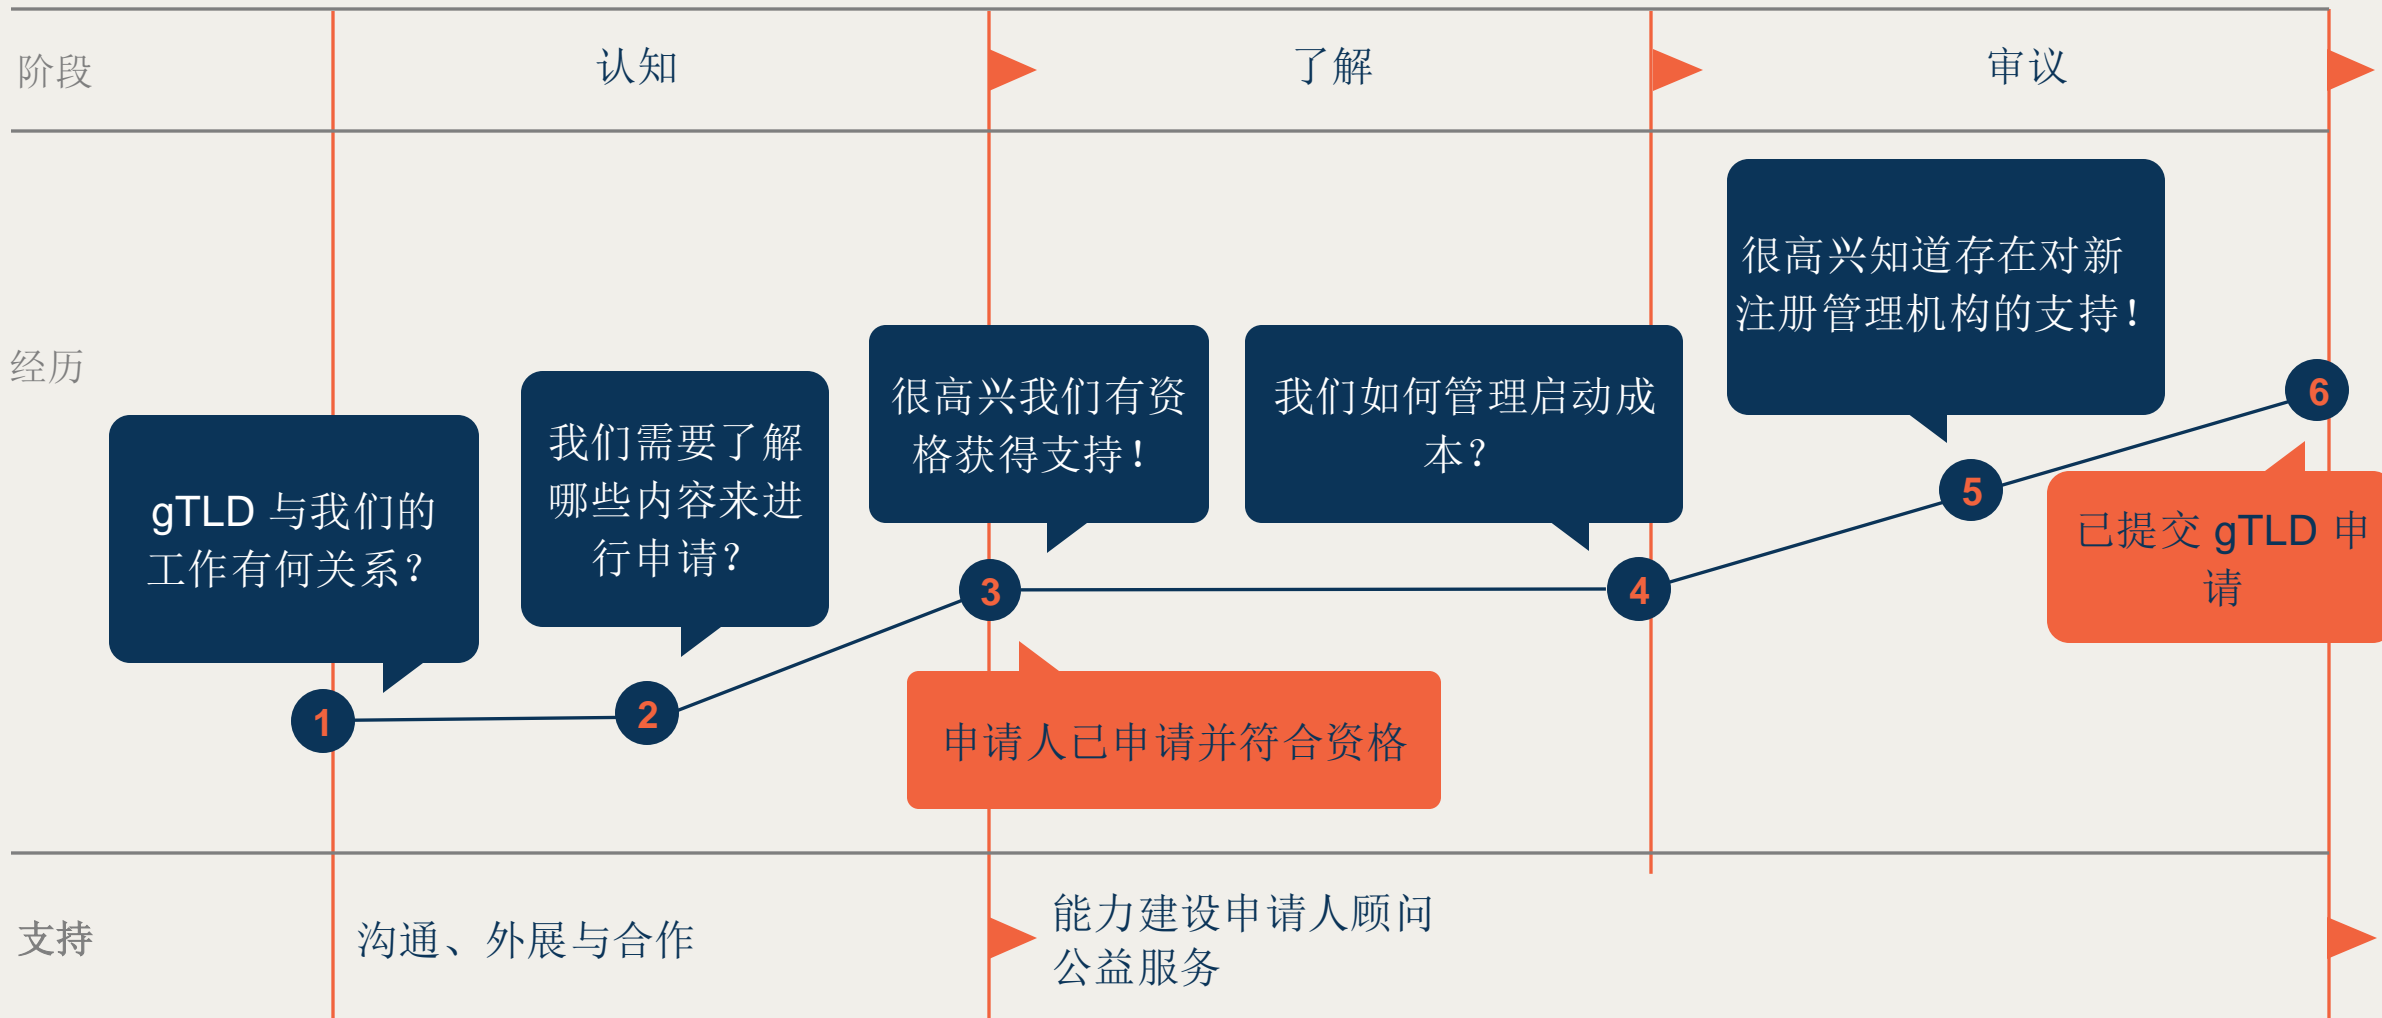 阶段
认知
了解
审议
经历
gTLD 与我们的
工作有何关系？
我们需要了解
哪些内容来进
行申请？
很高兴我们有资
格获得支持！
我们如何管理启动成
本？
很高兴知道存在对新
注册管理机构的支持！
1
2
3
4
5
6
申请人已申请并符合资格
已提交 gTLD 申
请
支持
沟通、外展与合作
能力建设申请人顾问
公益服务